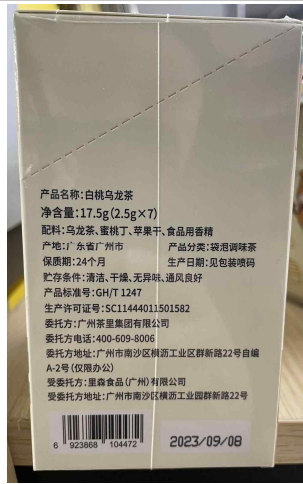 产品名称:白桃乌龙茶
净含量:17.5g(2.5g×7)
配料:乌龙茶、蜜桃丁、苹果干、食品用香精
产地:广东省广州市 产品分类:袋泡调味茶
保质期:24个月 生产日期:见包装喷码
贮存条件:清洁、干燥、无异味、通风良好
产品标准号:GH/T 1247
生产许可证号:SC11444011501582
委托方:广州茶里集团有限公司
委托方电话:400-609-8006
委托方地址:广州市南沙区横沥工业区群新路22号自编
A-2号(仅限办公)
受委托方:里森食品(广州)有限公司
受委托方地址:广州市南沙区横沥工业园群新路22号
6 923868 104472
2023/09/08